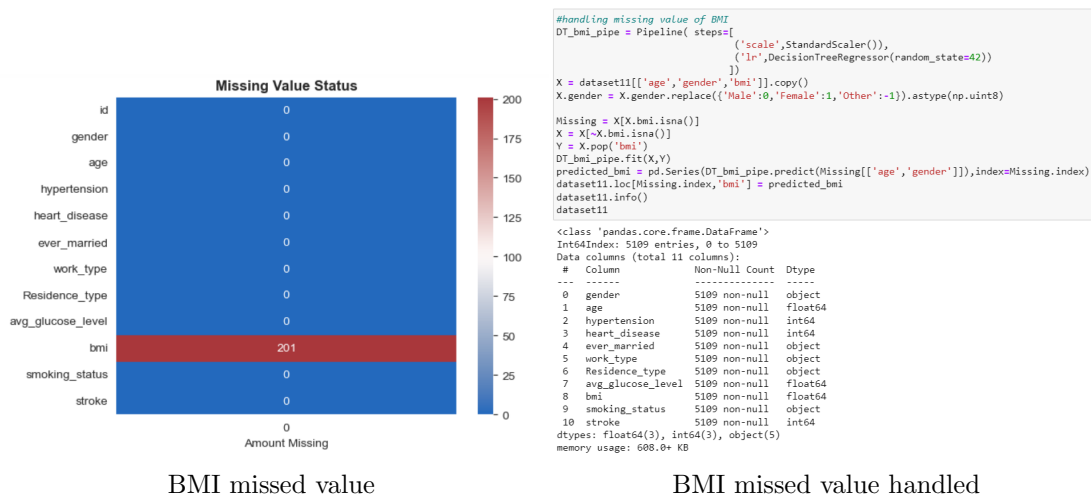 Missing Value Status
id 0
gender 0
age 0
hypertension 0
heart_disease 0
ever_married 0
work_type 0
Residence_type 0
avg_glucose_level 0
bmi 201
smoking_status 0
stroke 0
0
Amount Missing
200
175
150
125
100
75
50
25
0
BMI missed value
#handling missing value of BMI
DT_bmi_pipe = Pipeline( steps=[
('scale',StandardScaler()),
('lr',DecisionTreeRegressor(random_state=42))
])
X = dataset11[['age','gender','bmi']].copy()
X.gender = X.gender.replace({'Male':0,'Female':1,'Other':-1}).astype(np.uint8)
Missing = X[X.bmi.isna()]
X = X[~X.bmi.isna()]
Y = X.pop('bmi')
DT_bmi_pipe.fit(X,Y)
predicted_bmi = pd.Series(DT_bmi_pipe.predict(Missing[['age','gender']]),index=Missing.index)
dataset11.loc[Missing.index,'bmi'] = predicted_bmi
dataset11.info()
dataset11
<class 'pandas.core.frame.DataFrame'>
Int64Index: 5109 entries, 0 to 5109
Data columns (total 11 columns):
# Column Non-Null Count Dtype
--- ------ -------------- -----
0 gender 5109 non-null object
1 age 5109 non-null float64
2 hypertension 5109 non-null int64
3 heart_disease 5109 non-null int64
4 ever_married 5109 non-null object
5 work_type 5109 non-null object
6 Residence_type 5109 non-null object
7 avg_glucose_level 5109 non-null float64
8 bmi 5109 non-null float64
9 smoking_status 5109 non-null object
10 stroke 5109 non-null int64
dtypes: float64(3), int64(3), object(5)
memory usage: 608.0+ KB
BMI missed value handled